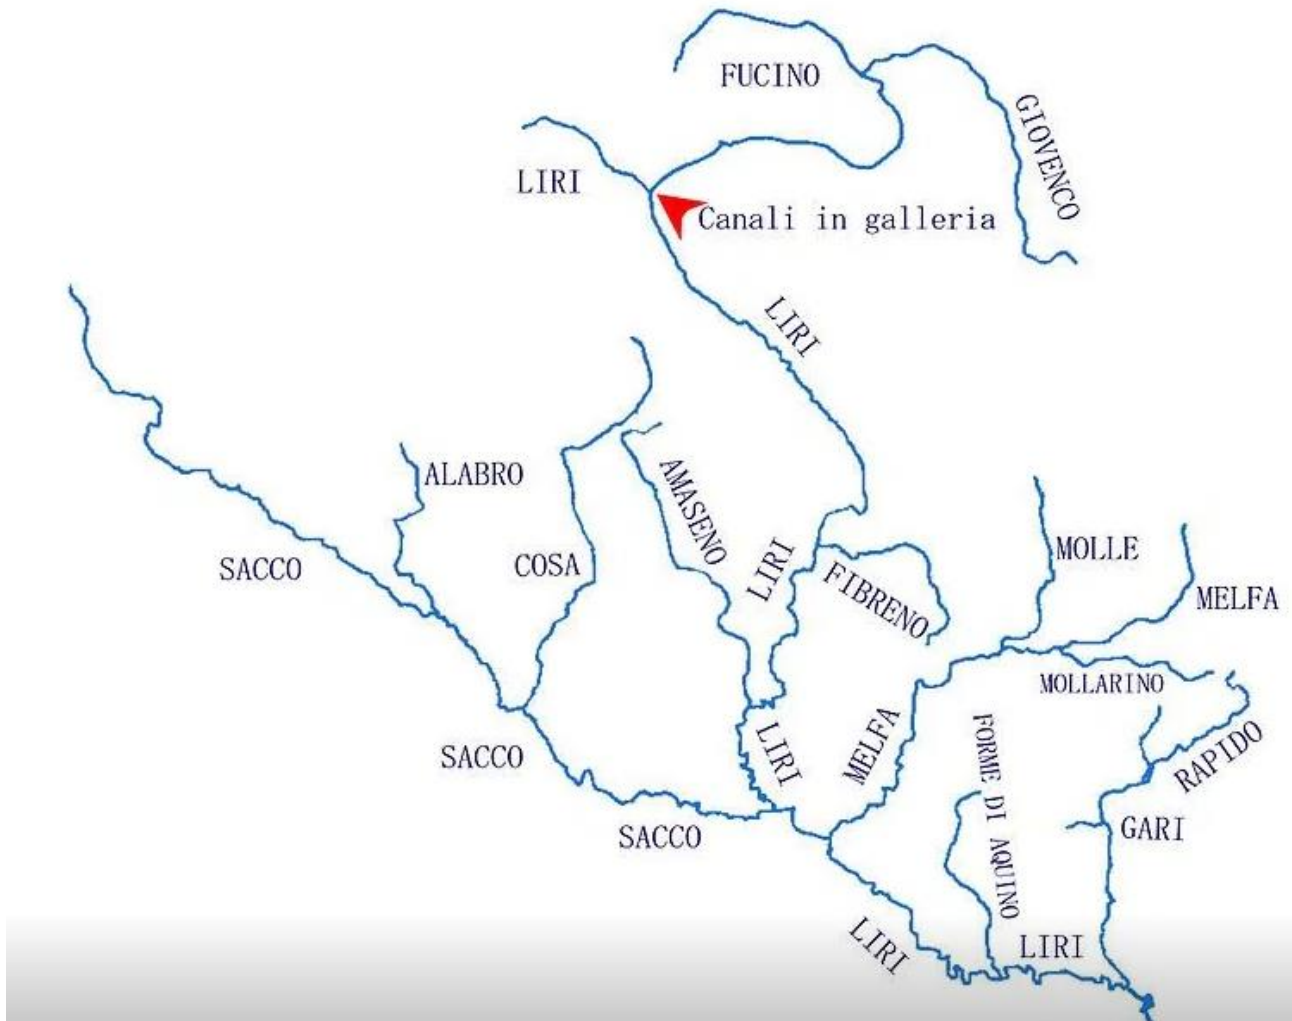 FUCINO
GIOVENCO
LIRI
Canali in galleria
LIRI
ALABRO
AMASENO
SACCO
COSA
LIRI
FIBRENO
MOLLE
MELFA
MOLLARINO
SACCO
LIRI
MELFA
FORME DI AQUINO
RAPIDO
SACCO
GARI
LIRI
LIRI